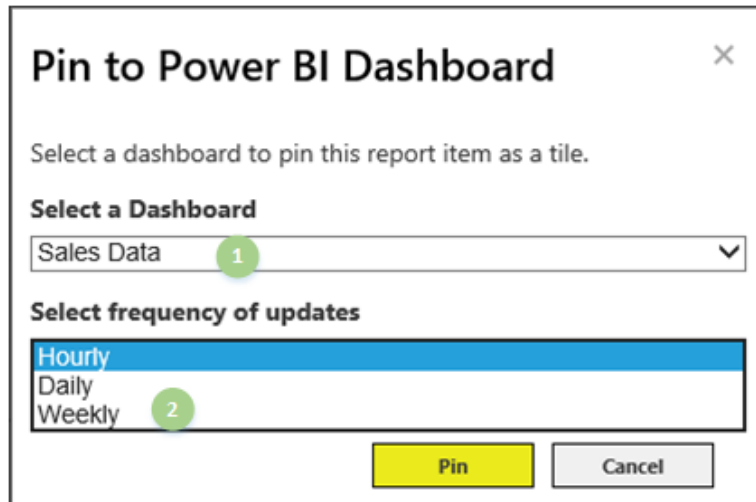 Pin to Power BI Dashboard
Select a dashboard to pin this report item as a tile.
Select a Dashboard
Sales Data 1
Select frequency of updates
Hourly
Daily
Weekly 2
Pin Cancel